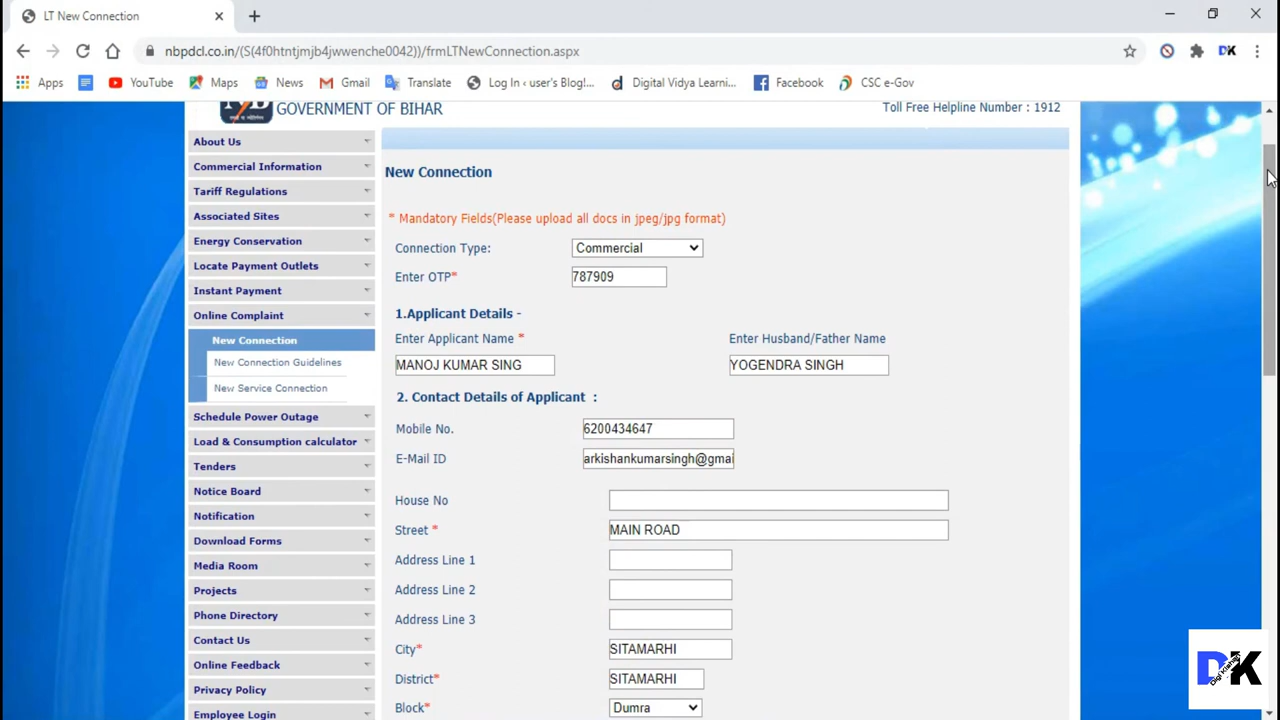 LT New Connection
nbpdcl.co.in/(S(4f0htntjmjb4jwwenche0042))/frmLTNewConnection.aspx
DK
Apps YouTube Maps News Gmail Translate Log In ‹ user's Blog!... Digital Vidya Learni... Facebook CSC e-Gov
GOVERNMENT OF BIHAR
Toll Free Helpline Number : 1912
About Us
Commercial Information
Tariff Regulations
Associated Sites
Energy Conservation
Locate Payment Outlets
Instant Payment
Online Complaint
New Connection
New Connection Guidelines
New Service Connection
Schedule Power Outage
Load & Consumption calculator
Tenders
Notice Board
Notification
Download Forms
Media Room
Projects
Phone Directory
Contact Us
Online Feedback
Privacy Policy
Employee Login
New Connection
* Mandatory Fields(Please upload all docs in jpeg/jpg format)
Connection Type: Commercial
Enter OTP* 787909
1.Applicant Details -
Enter Applicant Name * Enter Husband/Father Name
MANOJ KUMAR SING YOGENDRA SINGH
2. Contact Details of Applicant :
Mobile No. 6200434647
E-Mail ID arkishankumarsingh@gmai
House No
Street * MAIN ROAD
Address Line 1
Address Line 2
Address Line 3
City* SITAMARHI
District* SITAMARHI
Block* Dumra
DK
Digi Kishan